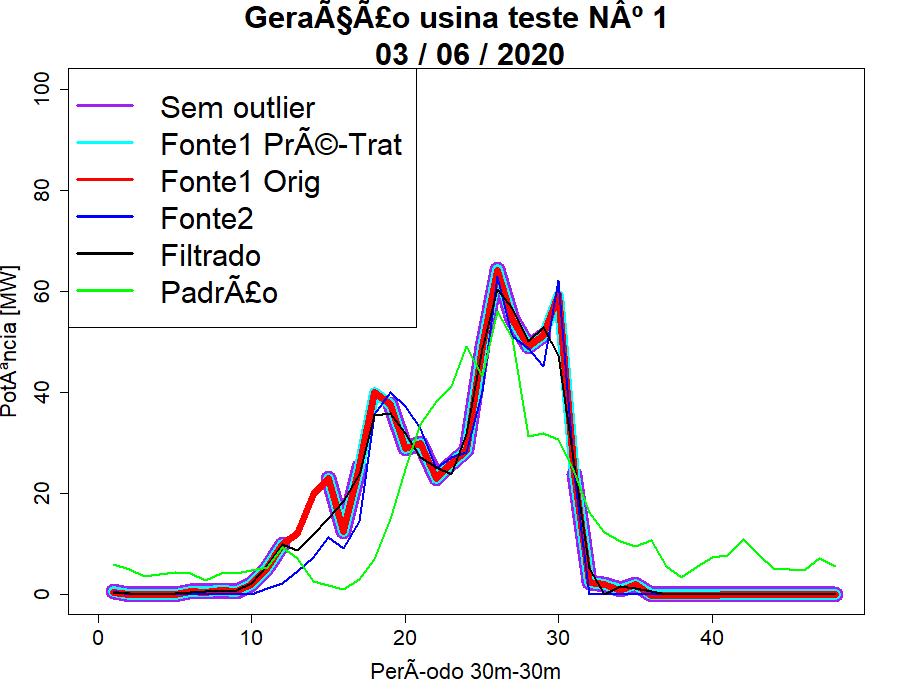 GeraÃ§Ã£o usina teste NÂº 1
03 / 06 / 2020
Sem outlier
Fonte1 PrÃ©-Trat
Fonte1 Orig
Fonte2
Filtrado
PadrÃ£o
PotÃªncia [MW]
100
80
60
40
20
0
0 10 20 30 40
PerÃ­odo 30m-30m